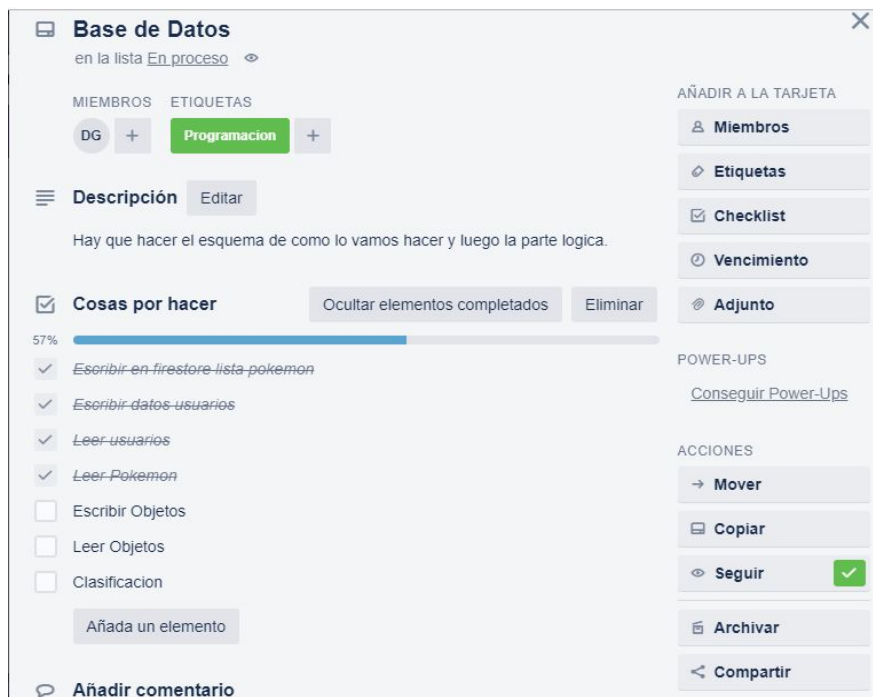 Base de Datos
en la lista En proceso
MIEMBROS ETIQUETAS
DG + Programacion +
Descripción Editar
Hay que hacer el esquema de como lo vamos hacer y luego la parte logica.
Cosas por hacer Ocultar elementos completados Eliminar
57%
Escribir en firestore lista pokemon
Escribir datos usuarios
Leer usuarios
Leer Pokemon
Escribir Objetos
Leer Objetos
Clasificacion
Añada un elemento
Añadir comentario
AÑADIR A LA TARJETA
Miembros
Etiquetas
Checklist
Vencimiento
Adjunto
POWER-UPS
Conseguir Power-Ups
ACCIONES
Mover
Copiar
Seguir
Archivar
Compartir